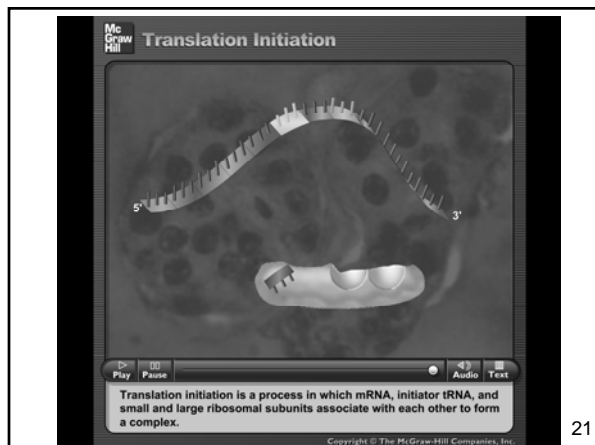 Mc
Graw
Hill
Translation Initiation
5'
3'
Play
Pause
Audio
Text
Translation initiation is a process in which mRNA, initiator tRNA, and
small and large ribosomal subunits associate with each other to form
a complex.
Copyright © The McGraw-Hill Companies, Inc.
21